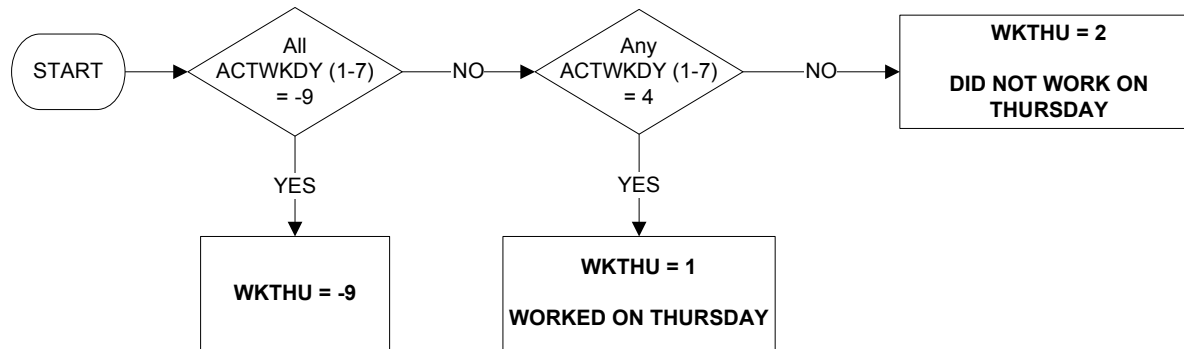 START
All
ACTWKDY (1-7)
= -9
NO
Any
ACTWKDY (1-7)
= 4
NO
WKTHU = 2
DID NOT WORK ON
THURSDAY
YES
YES
WKTHU = -9
WKTHU = 1
WORKED ON THURSDAY